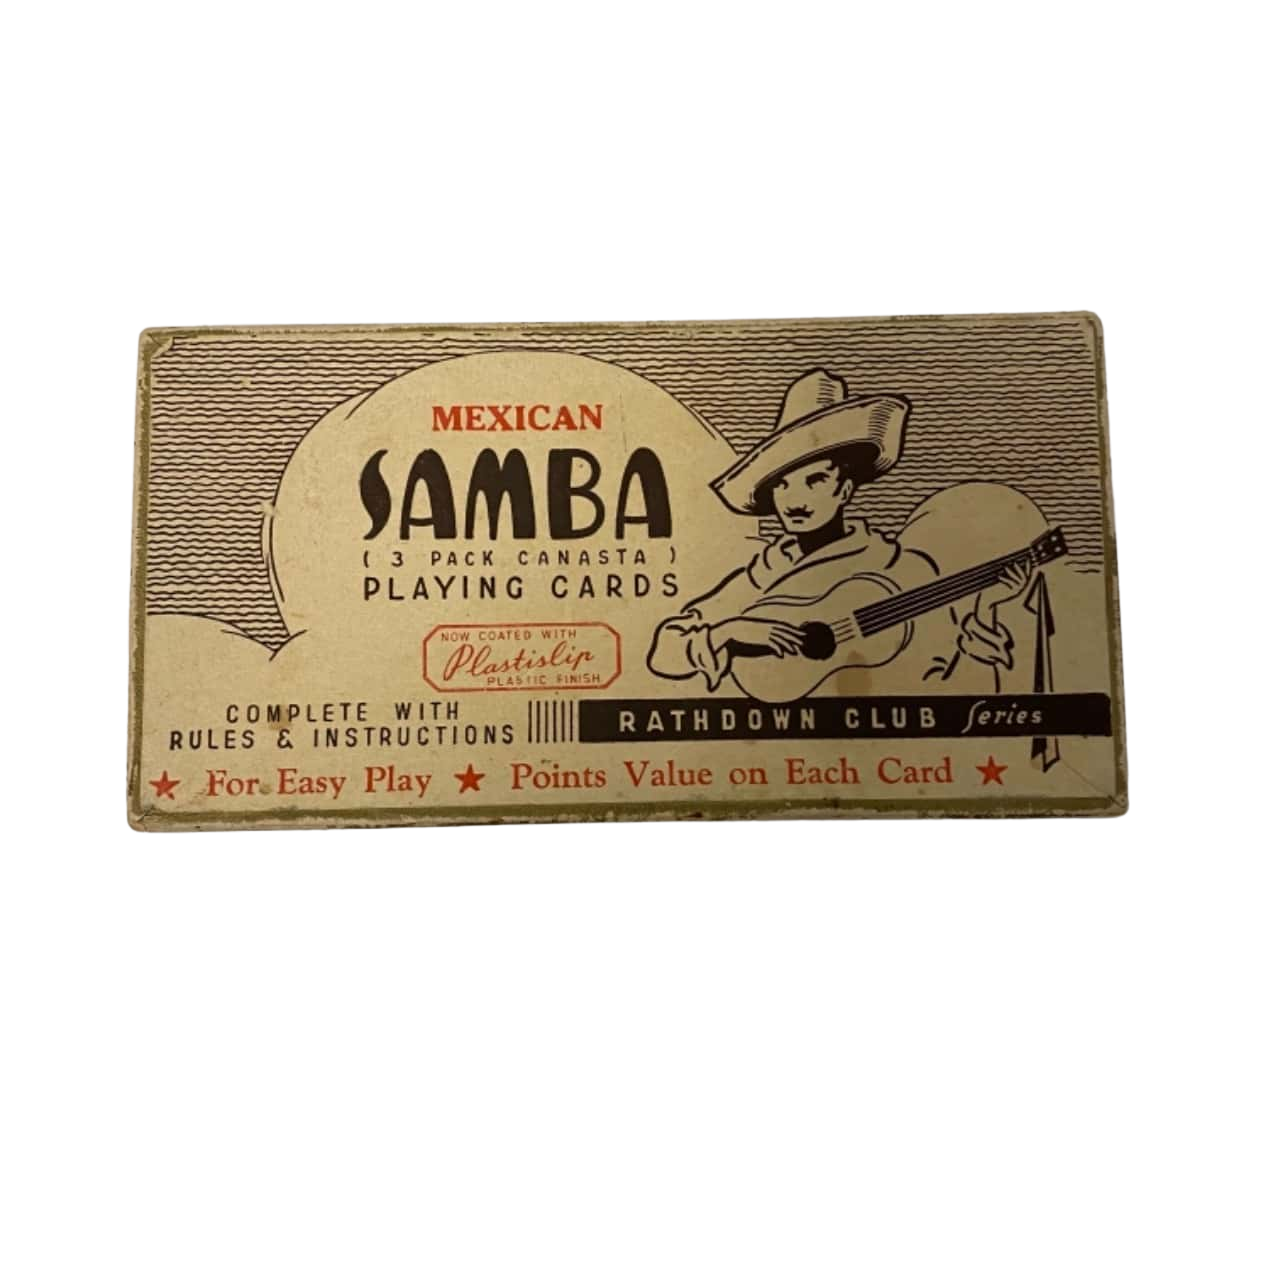 MEXICAN
SAMBA
( 3 PACK CANASTA )
PLAYING CARDS
NOW COATED WITH
Plastislip
PLASTIC FINISH
COMPLETE WITH
RULES & INSTRUCTIONS
RATHDOWN CLUB Series
★ For Easy Play ★ Points Value on Each Card ★